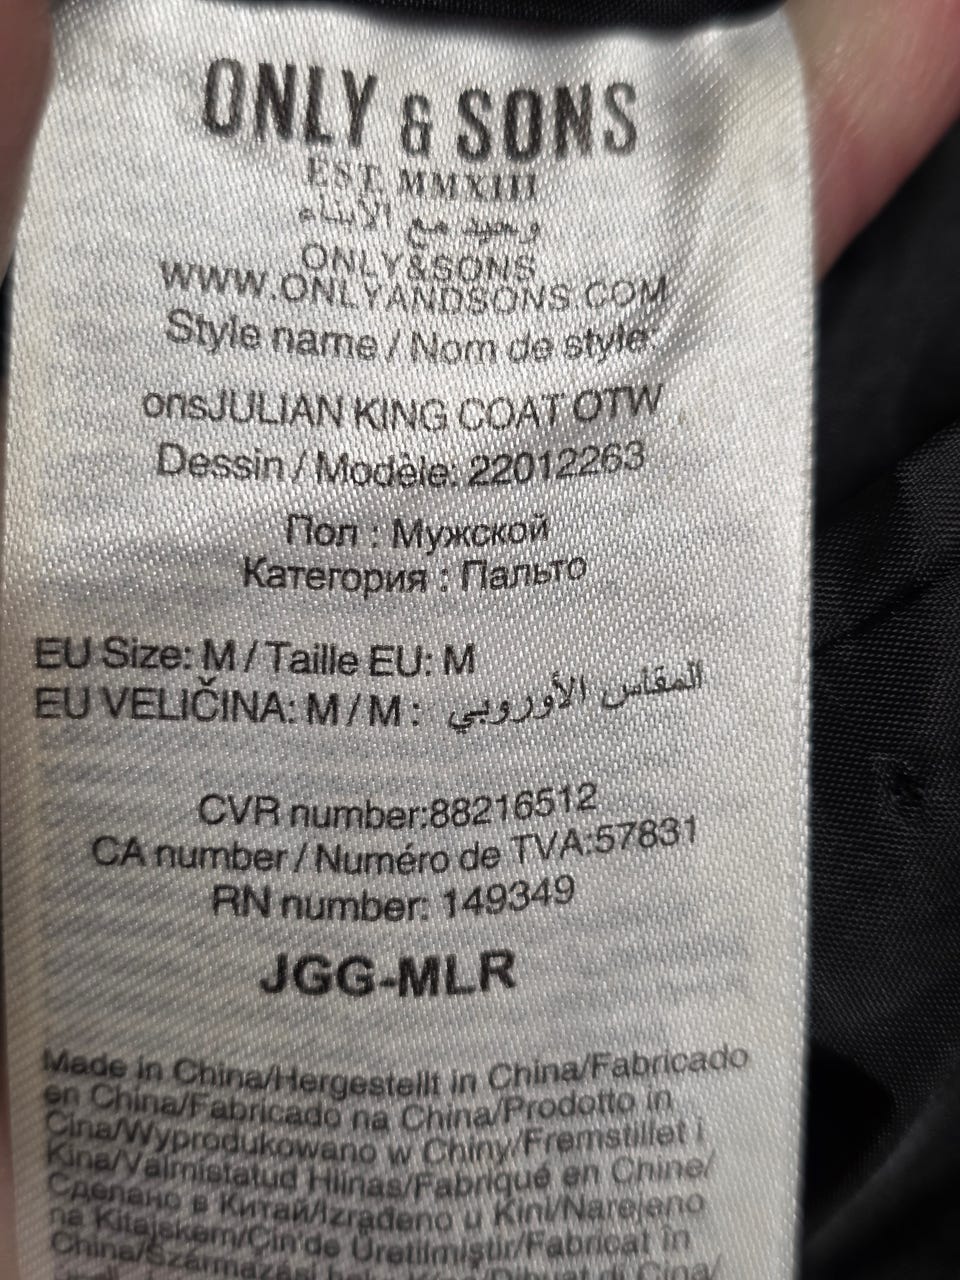 ONLY & SONS
EST. MMXIII
وحيد مع الأبناء
ONLY&SONS
WWW.ONLYANDSONS.COM
Style name / Nom de style:
onsJULIAN KING COAT OTW
Dessin / Modèle: 22012263
Пол : Мужской
Категория : Пальто
EU Size: M / Taille EU: M
EU VELIČINA: M / M : المقاس الأوروبي
CVR number:88216512
CA number / Numéro de TVA:57831
RN number: 149349
JGG-MLR
Made in China/Hergestellt in China/Fabricado
en China/Fabricado na China/Prodotto in
Cina/Wyprodukowano w Chiny/Fremstillet i
Kina/Valmistatud Hiinas/Fabriqué en Chine/
Сделано в Китай/Izrađeno u Kini/Narejeno
na Kitajskem/Çin'de Üretilmiştir/Fabricat în
China/Származási